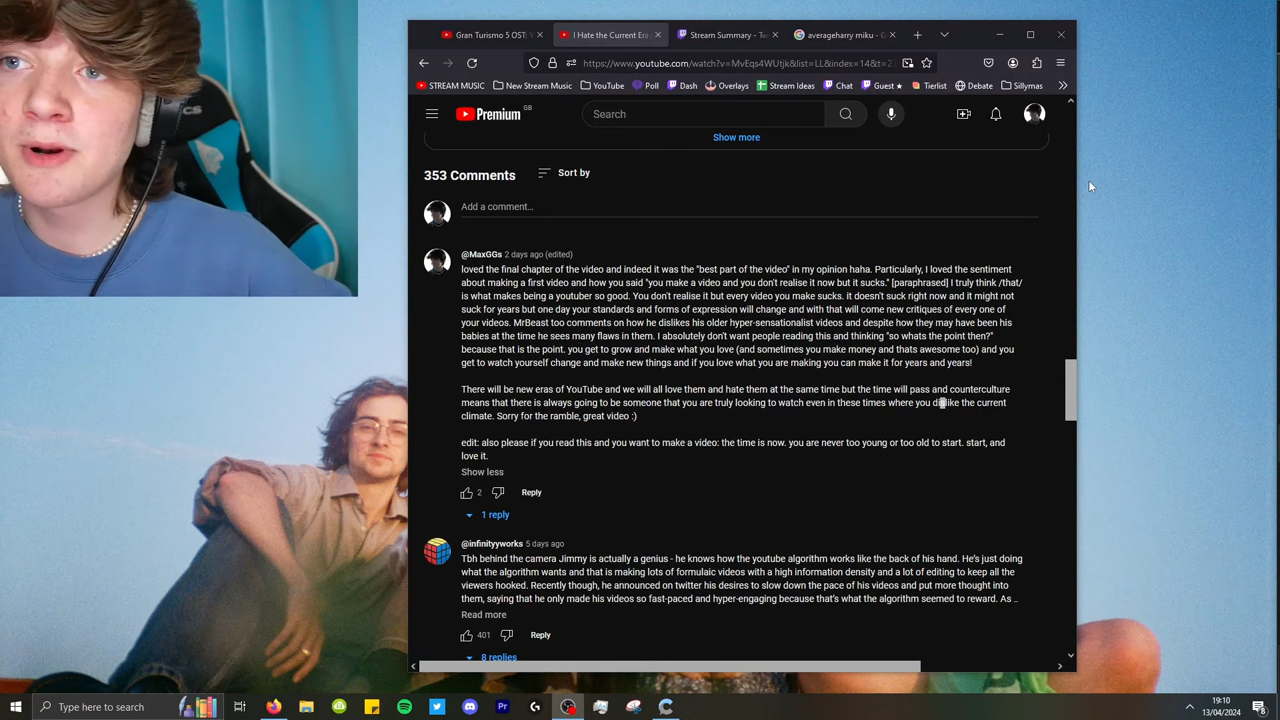 Gran Turismo 5 OST:
I Hate the Current Era
Stream Summary - Tw
averageharry miku - G
https://www.youtube.com/watch?v=MvEqs4WUtjk&list=LL&index=14&t=2
STREAM MUSIC
New Stream Music
YouTube
Poll
Dash
Overlays
Stream Ideas
Chat
Guest ★
Tierlist
Debate
Sillymas
Premium
GB
Search
Show more
353 Comments
Sort by
Add a comment...
@MaxGGs 2 days ago (edited)
loved the final chapter of the video and indeed it was the "best part of the video" in my opinion haha. Particularly, I loved the sentiment
about making a first video and how you said "you make a video and you don't realise it now but it sucks." [paraphrased] I truly think /that/
is what makes being a youtuber so good. You don't realise it but every video you make sucks. it doesn't suck right now and it might not
suck for years but one day your standards and forms of expression will change and with that will come new critiques of every one of
your videos. MrBeast too comments on how he dislikes his older hyper-sensationalist videos and despite how they may have been his
babies at the time he sees many flaws in them. I absolutely don't want people reading this and thinking "so whats the point then?"
because that is the point. you get to grow and make what you love (and sometimes you make money and thats awesome too) and you
get to watch yourself change and make new things and if you love what you are making you can make it for years and years!
There will be new eras of YouTube and we will all love them and hate them at the same time but the time will pass and counterculture
means that there is always going to be someone that you are truly looking to watch even in these times where you dislike the current
climate. Sorry for the ramble, great video :)
edit: also please if you read this and you want to make a video: the time is now. you are never too young or too old to start. start, and
love it.
Show less
2
Reply
1 reply
@infinityyworks 5 days ago
Tbh behind the camera Jimmy is actually a genius - he knows how the youtube algorithm works like the back of his hand. He's just doing
what the algorithm wants and that is making lots of formulaic videos with a high information density and a lot of editing to keep all the
viewers hooked. Recently though, he announced on twitter his desires to slow down the pace of his videos and put more thought into
them, saying that he only made his videos so fast-paced and hyper-engaging because that's what the algorithm seemed to reward. As ...
Read more
401
Reply
8 replies
Type here to search
Pr
19:10
13/04/2024
8